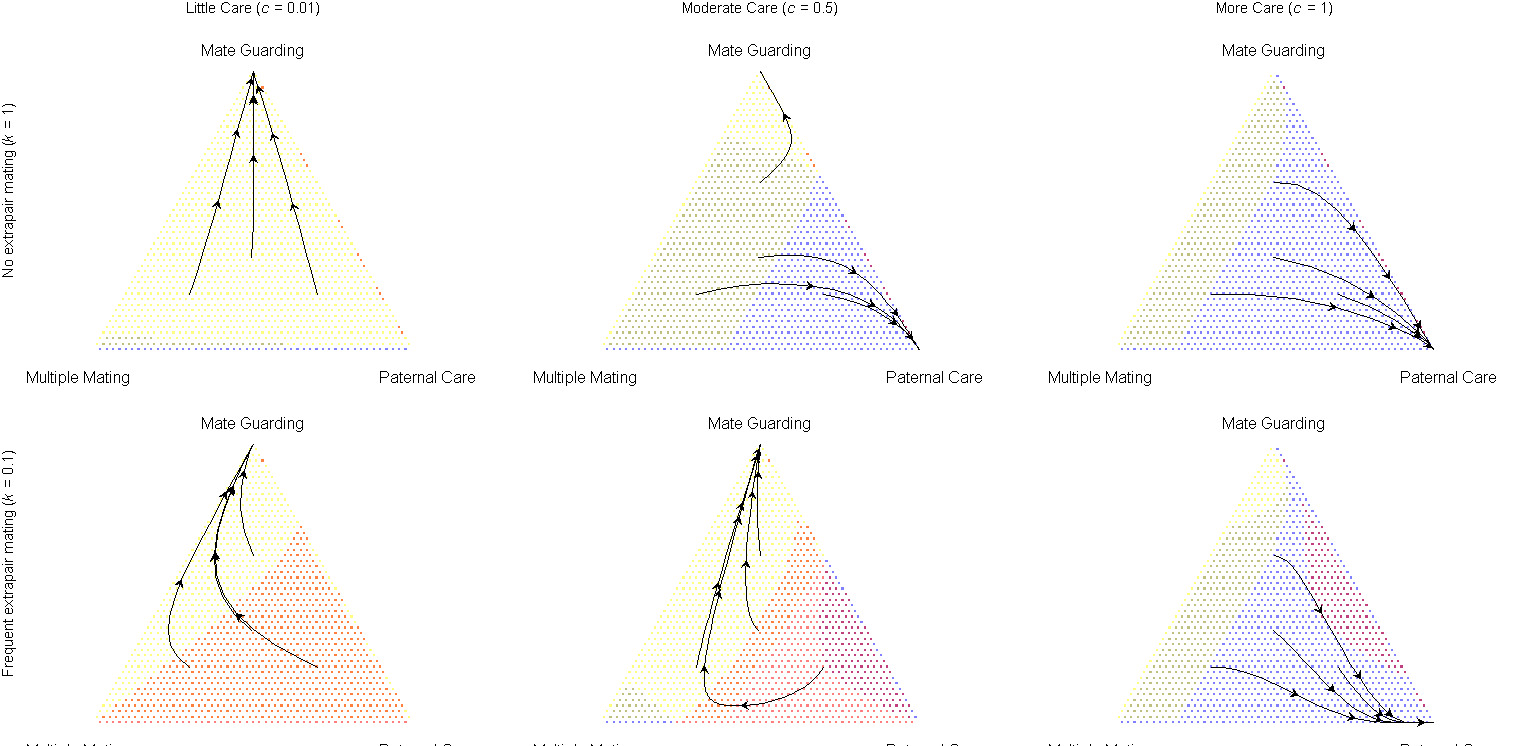 Little Care (c = 0.01)
Moderate Care (c = 0.5)
More Care (c = 1)
No extrapair mating (k = 1)
Mate Guarding
Mate Guarding
Mate Guarding
Multiple Mating
Paternal Care
Multiple Mating
Paternal Care
Multiple Mating
Paternal Care
Frequent extrapair mating (k = 0.1)
Mate Guarding
Mate Guarding
Mate Guarding